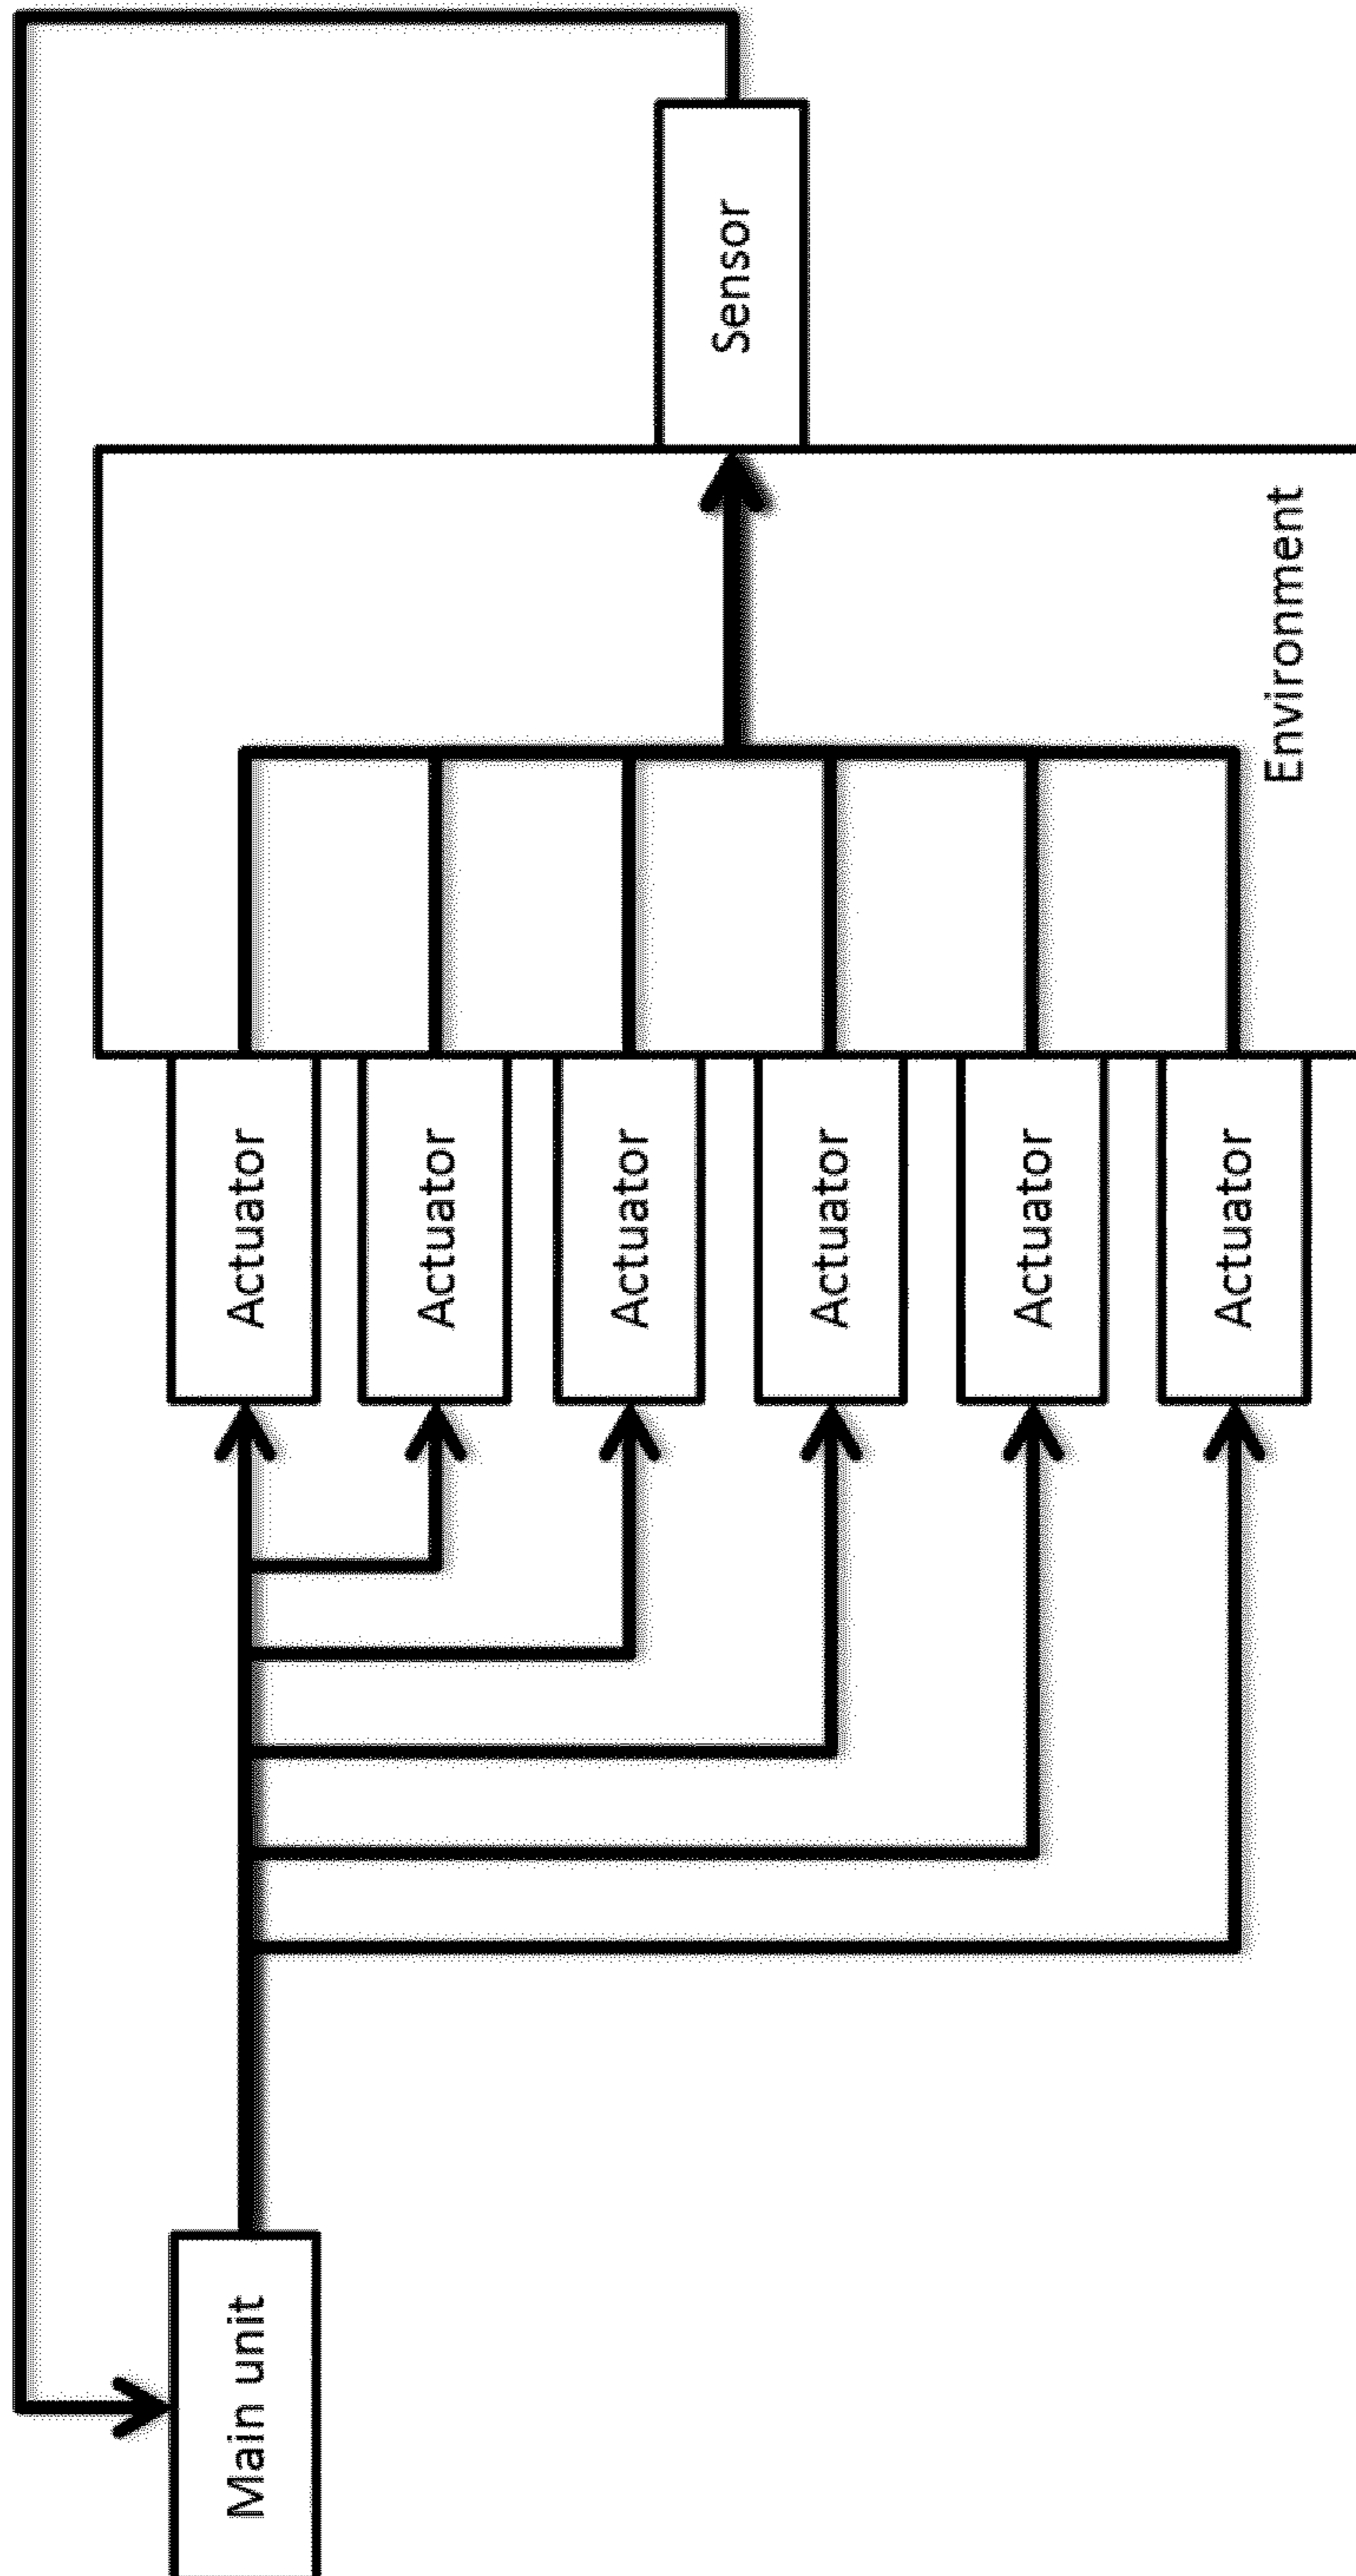 Main unit
Actuator
Actuator
Actuator
Actuator
Actuator
Actuator
Environment
Sensor